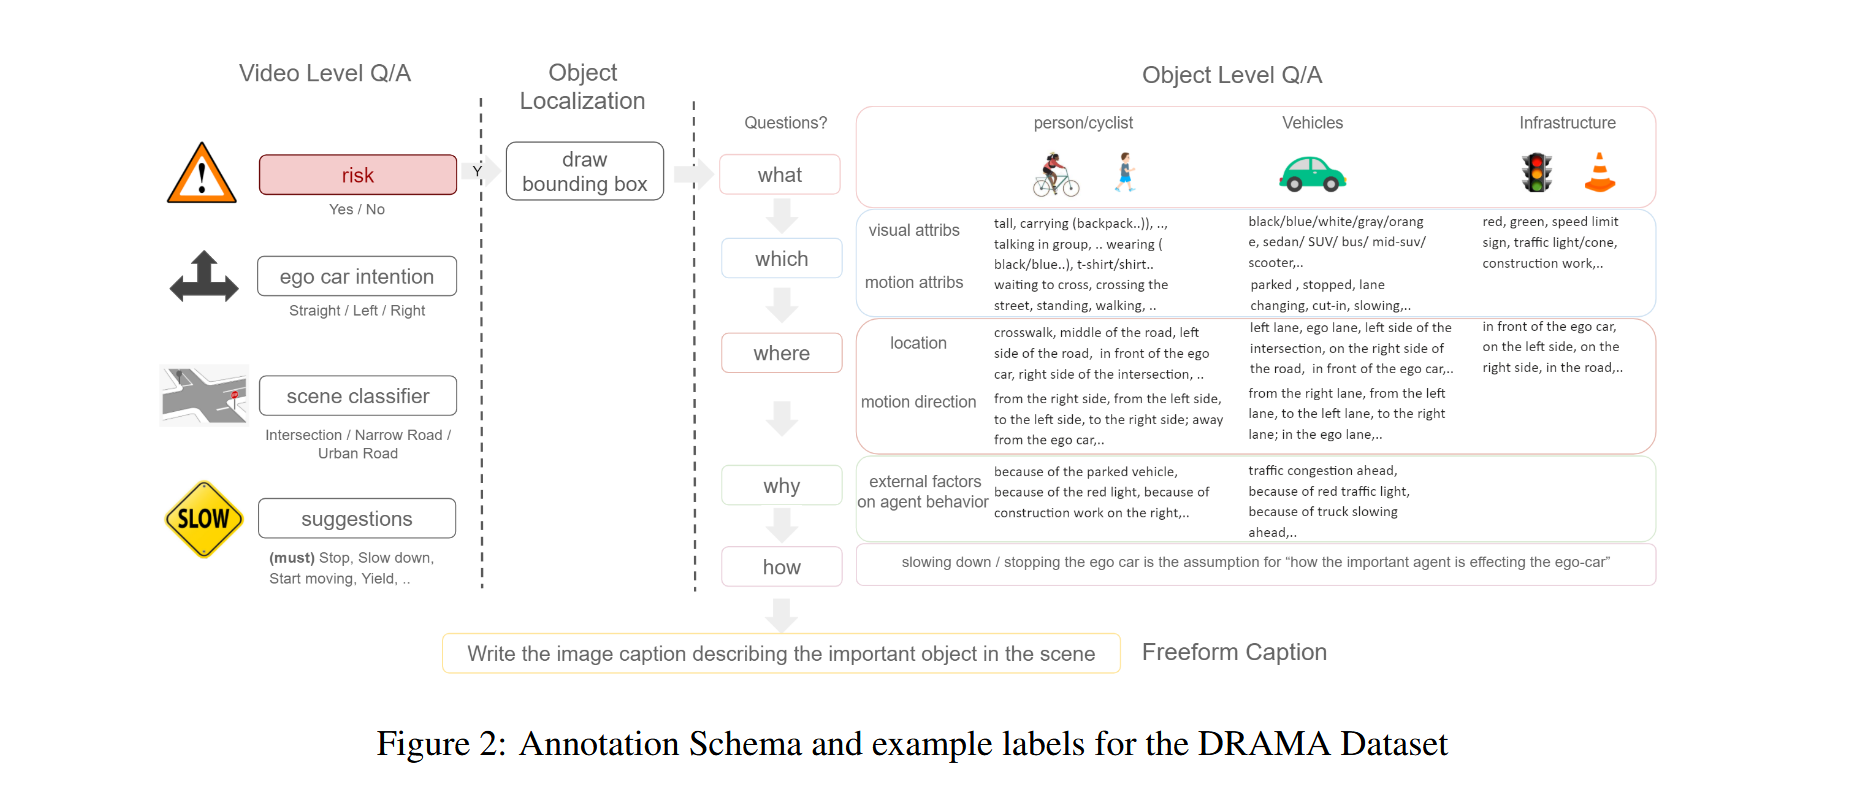 Video Level Q/A
risk
Yes / No
ego car intention
Straight / Left / Right
scene classifier
Intersection / Narrow Road /
Urban Road
SLOW
suggestions
(must) Stop, Slow down,
Start moving, Yield, ..
Y
Object
Localization
draw
bounding box
Object Level Q/A
Questions?
what
which
where
why
how
person/cyclist
Vehicles
Infrastructure
visual attribs
tall, carrying (backpack..)), ..,
talking in group, .. wearing (
black/blue..), t-shirt/shirt..
black/blue/white/gray/orang
e, sedan/ SUV/ bus/ mid-suv/
scooter,..
red, green, speed limit
sign, traffic light/cone,
construction work,..
motion attribs
waiting to cross, crossing the
street, standing, walking, ..
parked , stopped, lane
changing, cut-in, slowing,..
location
crosswalk, middle of the road, left
side of the road, in front of the ego
car, right side of the intersection, ..
left lane, ego lane, left side of the
intersection, on the right side of
the road, in front of the ego car,..
in front of the ego car,
on the left side, on the
right side, in the road,..
motion direction
from the right side, from the left side,
to the left side, to the right side; away
from the ego car,..
from the right lane, from the left
lane, to the left lane, to the right
lane; in the ego lane,..
external factors
on agent behavior
because of the parked vehicle,
because of the red light, because of
construction work on the right,..
traffic congestion ahead,
because of red traffic light,
because of truck slowing
ahead,..
slowing down / stopping the ego car is the assumption for “how the important agent is effecting the ego-car”
Write the image caption describing the important object in the scene
Freeform Caption
Figure 2: Annotation Schema and example labels for the DRAMA Dataset